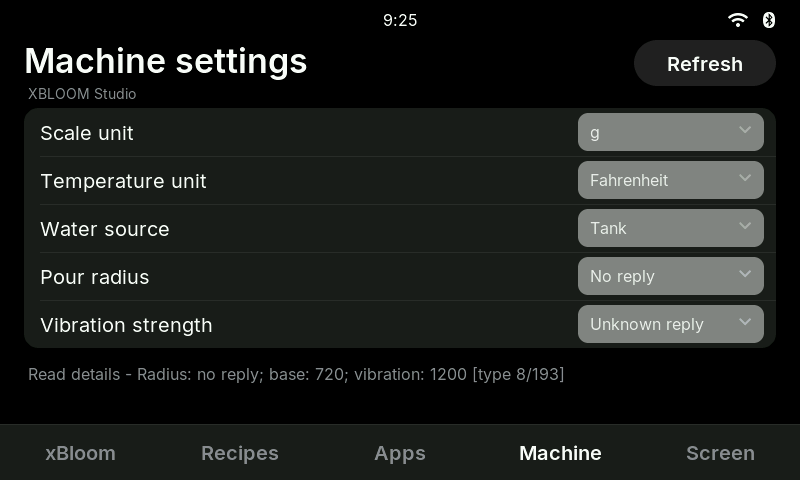 9:25
Machine settings
Refresh
XBLOOM Studio
Scale unit
g
Temperature unit
Fahrenheit
Water source
Tank
Pour radius
No reply
Vibration strength
Unknown reply
Read details - Radius: no reply; base: 720; vibration: 1200 [type 8/193]
xBloom
Recipes
Apps
Machine
Screen